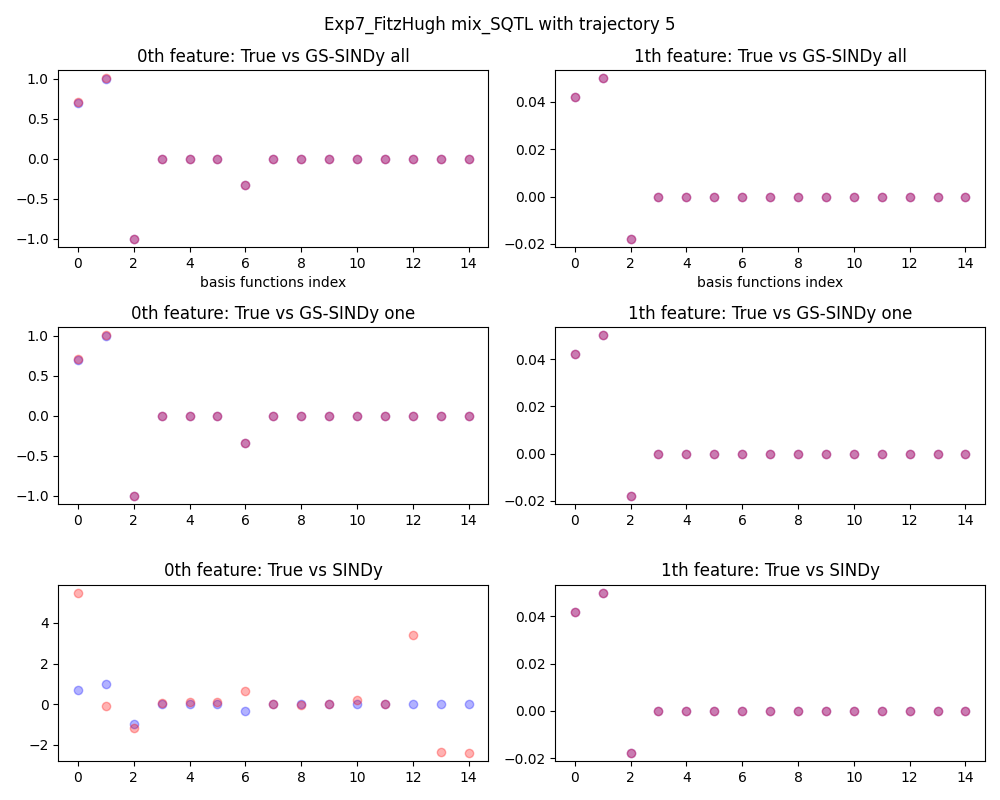 Exp7_FitzHugh mix_SQTL with trajectory 5
0th feature: True vs GS-SINDy all
1.0
0.5
0.0
−0.5
−1.0
0 2 4 6 8 10 12 14
basis functions index
1th feature: True vs GS-SINDy all
0.04
0.02
0.00
−0.02
0 2 4 6 8 10 12 14
basis functions index
0th feature: True vs GS-SINDy one
1.0
0.5
0.0
−0.5
−1.0
0 2 4 6 8 10 12 14
1th feature: True vs GS-SINDy one
0.04
0.02
0.00
−0.02
0 2 4 6 8 10 12 14
0th feature: True vs SINDy
4
2
0
−2
0 2 4 6 8 10 12 14
1th feature: True vs SINDy
0.04
0.02
0.00
−0.02
0 2 4 6 8 10 12 14